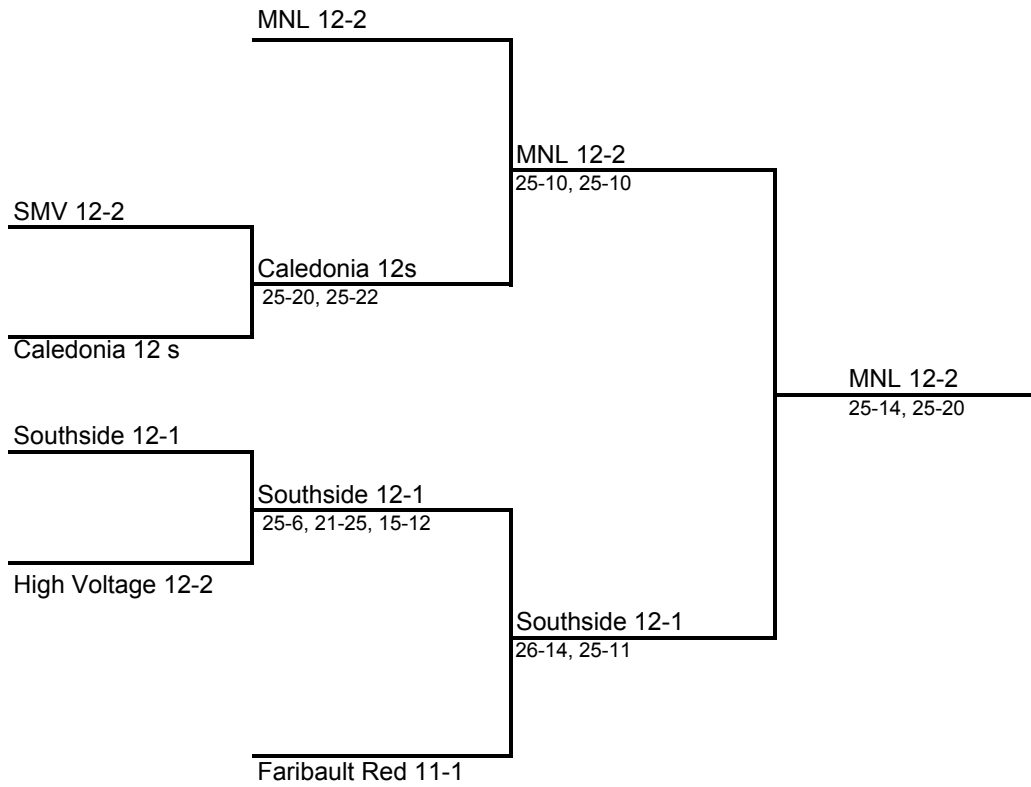 MNL 12-2
MNL 12-2
25-10, 25-10
SMV 12-2
Caledonia 12s
25-20, 25-22
Caledonia 12 s
MNL 12-2
25-14, 25-20
Southside 12-1
Southside 12-1
25-6, 21-25, 15-12
High Voltage 12-2
Southside 12-1
26-14, 25-11
Faribault Red 11-1